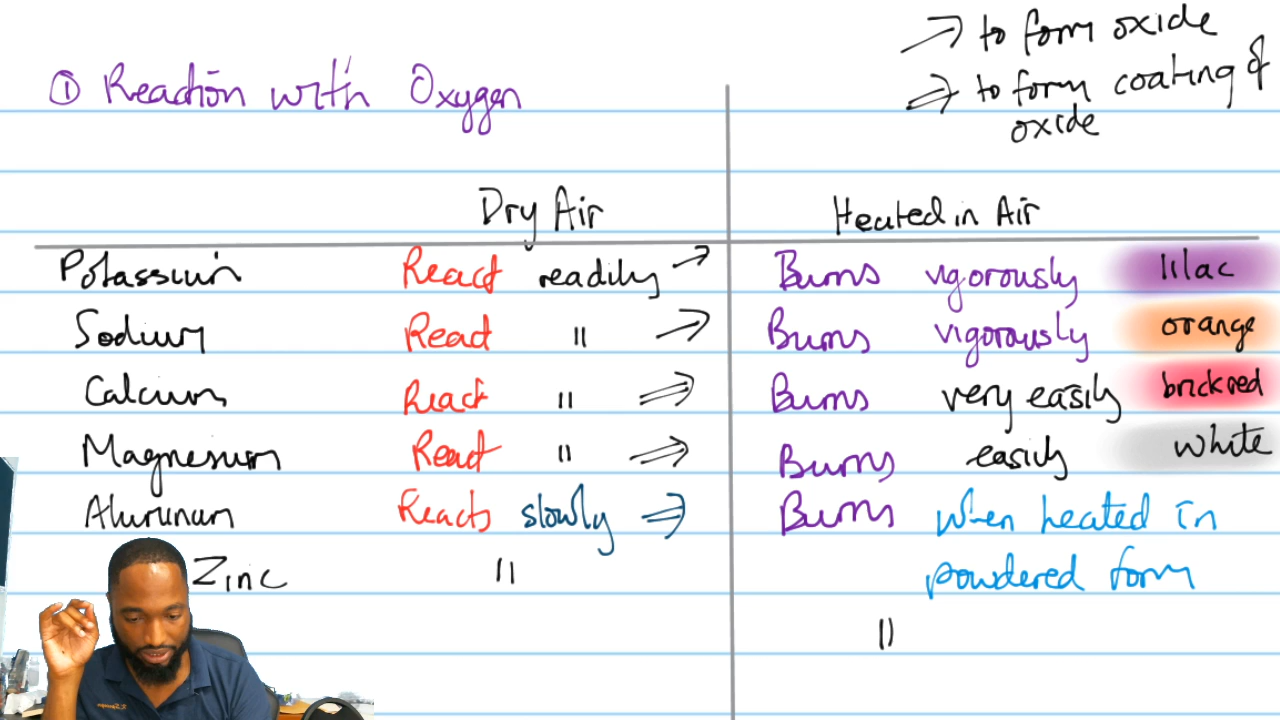 → to form oxide
① Reaction with Oxygen
⇒ to form coating of
oxide
Dry Air Heated in Air
Potassium React readily → Burns vigorously lilac
Sodium React " → Burns vigorously orange
Calcium React " ⇒ Burns very easily brick red
Magnesium React " ⇒ Burns easily white
Aluminum Reacts slowly ⇒ Burns when heated in
Zinc " powdered form
"